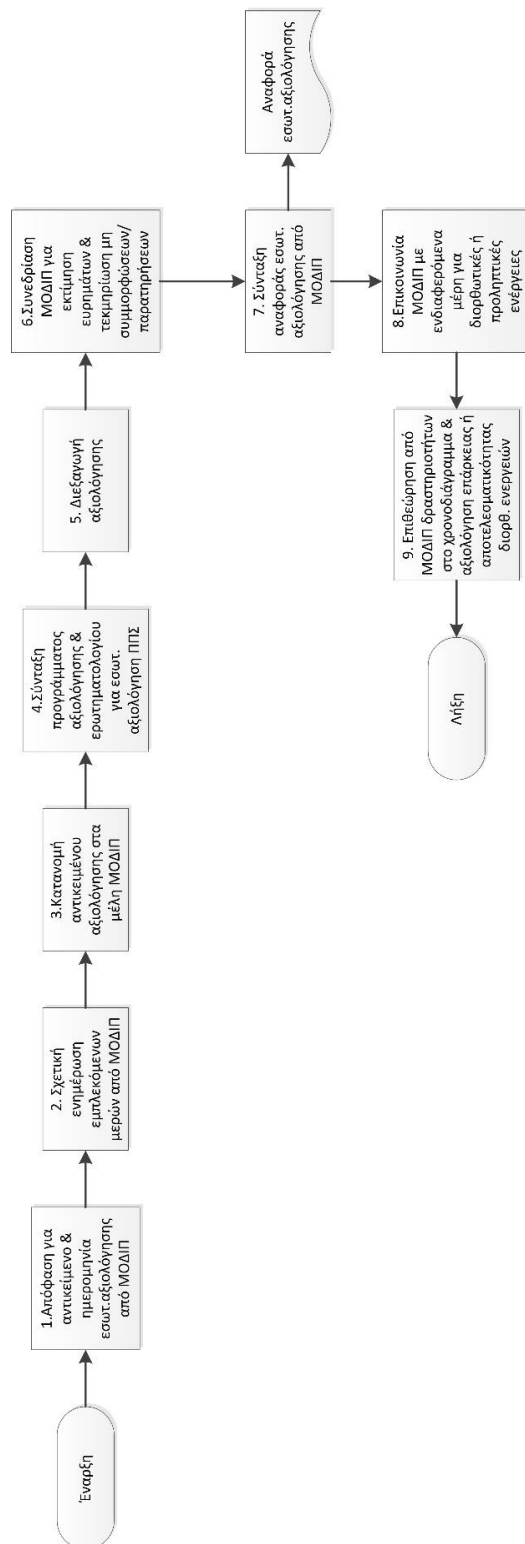 Έναρξη
1.Απόφαση για
αντικείμενο &
ημερομηνία
εσωτ.αξιολόγησης
από ΜΟΔΙΠ
2. Σχετική
ενημέρωση
εμπλεκόμενων
μερών από ΜΟΔΙΠ
3.Κατανομή
αντικειμένου
αξιολόγησης στα
μέλη ΜΟΔΙΠ
4.Σύνταξη
προγράμματος
αξιολόγησης &
ερωτηματολογίου
για εσωτ.
αξιολόγηση ΠΠΣ
5. Διεξαγωγή
αξιολόγησης
6.Συνεδρίαση
ΜΟΔΙΠ για
εκτίμηση
ευρημάτων &
τεκμηρίωση μη
συμμορφώσεων/
παρατηρήσεων
7. Σύνταξη
αναφοράς εσωτ.
αξιολόγησης από
ΜΟΔΙΠ
Αναφορά
εσωτ.αξιολόγησης
8.Επικοινωνία
ΜΟΔΙΠ με
ενδιαφερόμενα
μέρη για
διορθωτικές ή
προληπτικές
ενέργειες
9. Επιθεώρηση από
ΜΟΔΙΠ δραστηριοτήτων
στο χρονοδιάγραμμα &
αξιολόγηση επάρκειας ή
αποτελεσματικότητας
διορθ. ενεργειών
Λήξη